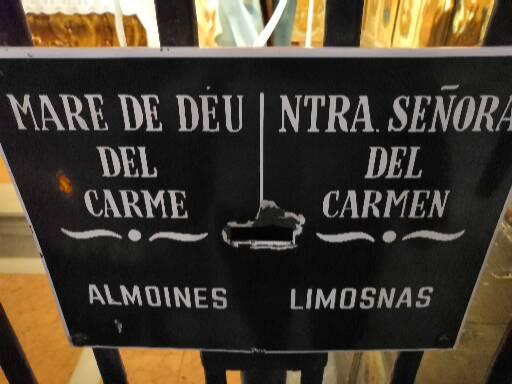 MARE DE DÉU
DEL
CARME
ALMOINES
NTRA. SEÑORA
DEL
CARMEN
LIMOSNAS